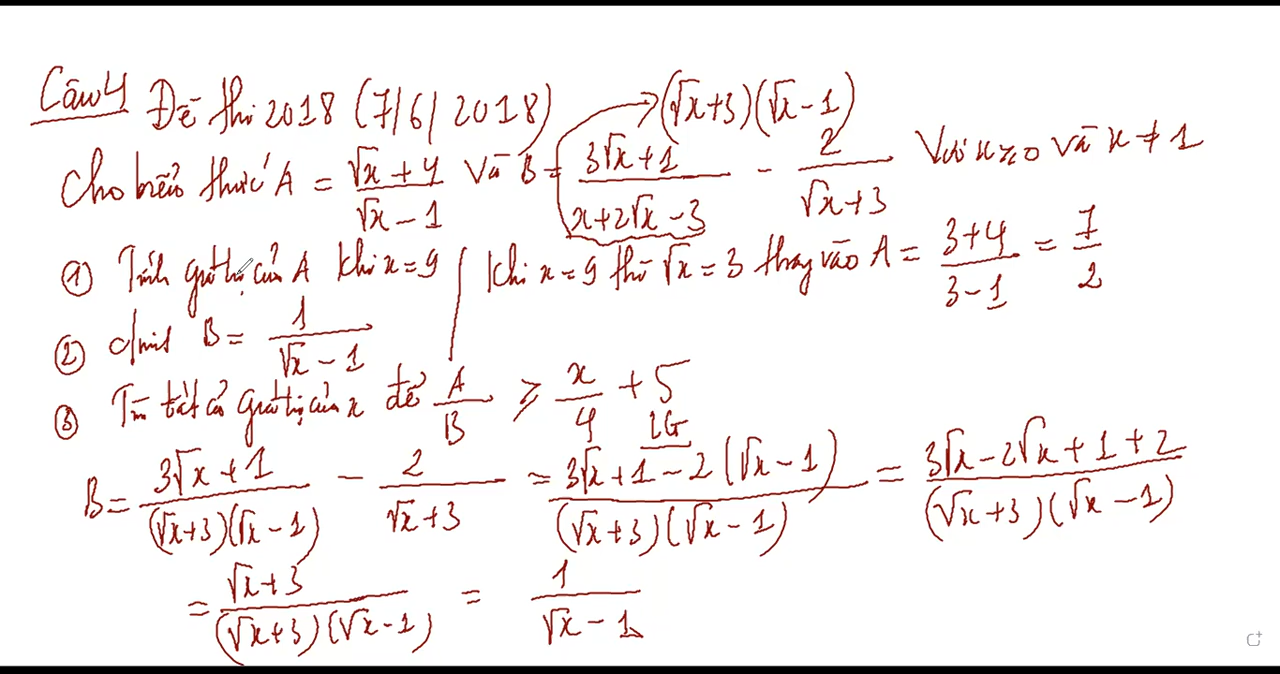 Câu 4 Đề thi 2018 (7/6/2018) (√x+3)(√x-1)
Cho biểu thức A = (√x + 4)/(√x - 1) và B = (3√x + 1)/(x+2√x-3) - 2/(√x+3) Với x≥0 và x≠1
① Tính giá trị của A khi x=9 / Khi x=9 thì √x = 3 thay vào A = (3+4)/(3-1) = 7/2
② c/mit B = 1/(√x - 1)
③ Tìm tất cả giá trị của x để A/B ≥ x/4 + 5
LG
B = (3√x + 1)/((√x+3)(√x-1)) - 2/(√x+3) = (3√x+1-2(√x-1))/((√x+3)(√x-1)) = (3√x-2√x+1+2)/((√x+3)(√x-1))
= (√x+3)/((√x+3)(√x-1)) = 1/(√x-1)